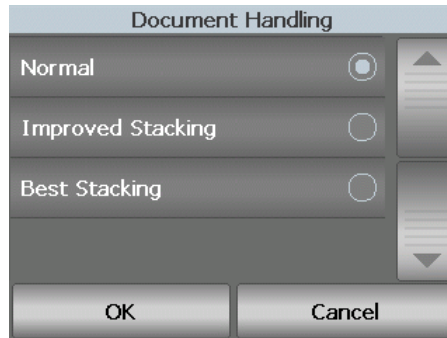 Document Handling
Normal
Improved Stacking
Best Stacking
OK Cancel